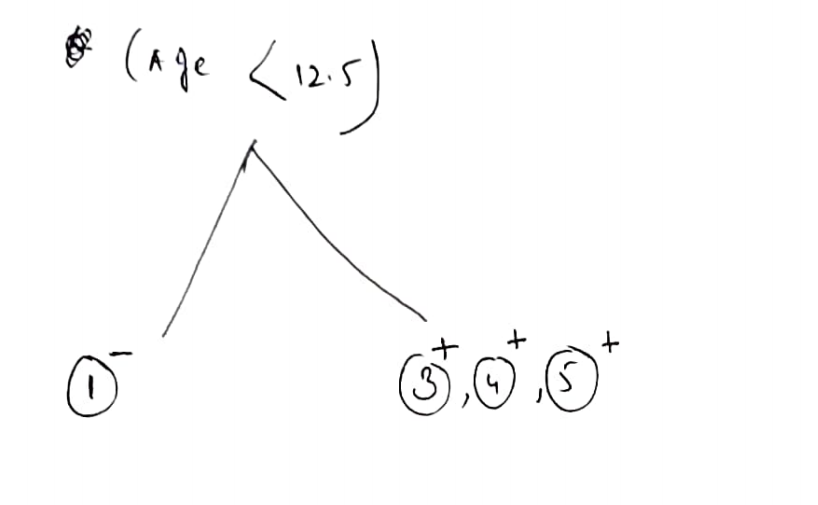 (Age < 12.5)
①⁻ ③⁺, ④⁺, ⑤⁺